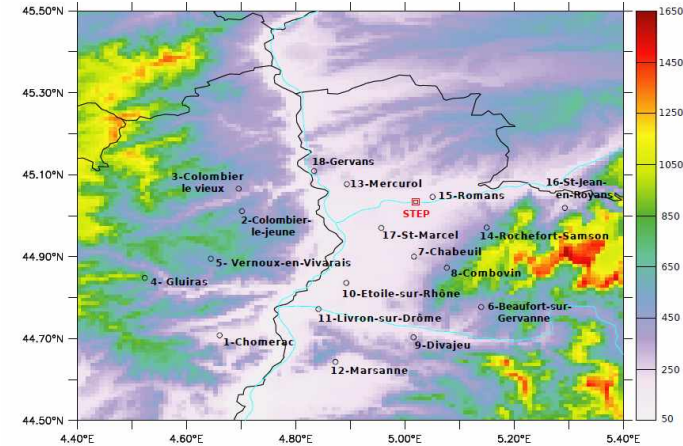 45.50°N
45.30°N
45.10°N
44.90°N
44.70°N
44.50°N
4.40°E
4.60°E
4.80°E
5.00°E
5.20°E
5.40°E
1650
1450
1250
1050
850
650
450
250
50
18-Gervans
3-Colombier
le vieux
13-Mercurol
16-St-Jean-
en-Royans
15-Romans
STEP
2-Colombier-
le-jeune
17-St-Marcel
14-Rochefort-Samson
7-Chabeuil
5- Vernoux-en-Vivarais
8-Combovin
4- Gluiras
10-Etoile-sur-Rhône
6-Beaufort-sur-
Gervanne
11-Livron-sur-Drôme
1-Chomerac
9-Divajeu
12-Marsanne